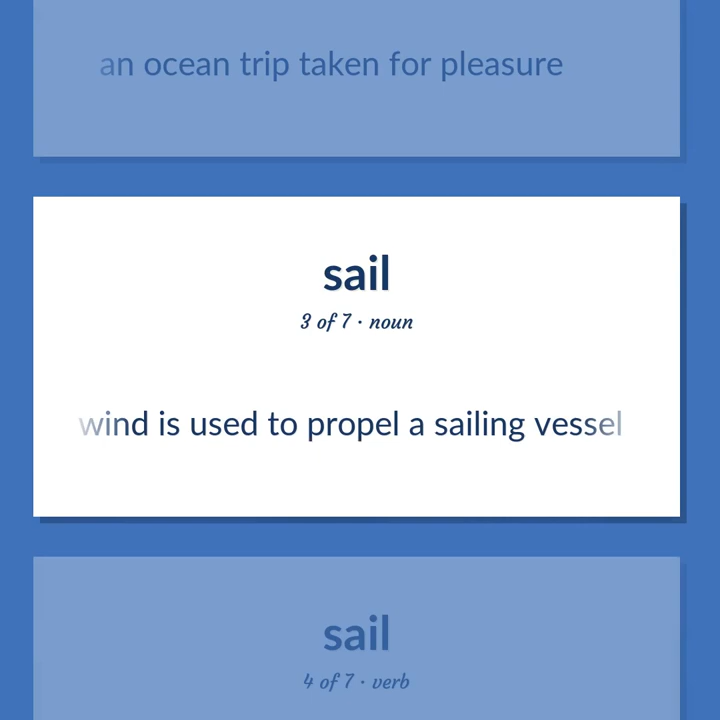 an ocean trip taken for pleasure
sail
3 of 7 · noun
wind is used to propel a sailing vessel
sail
4 of 7 · verb